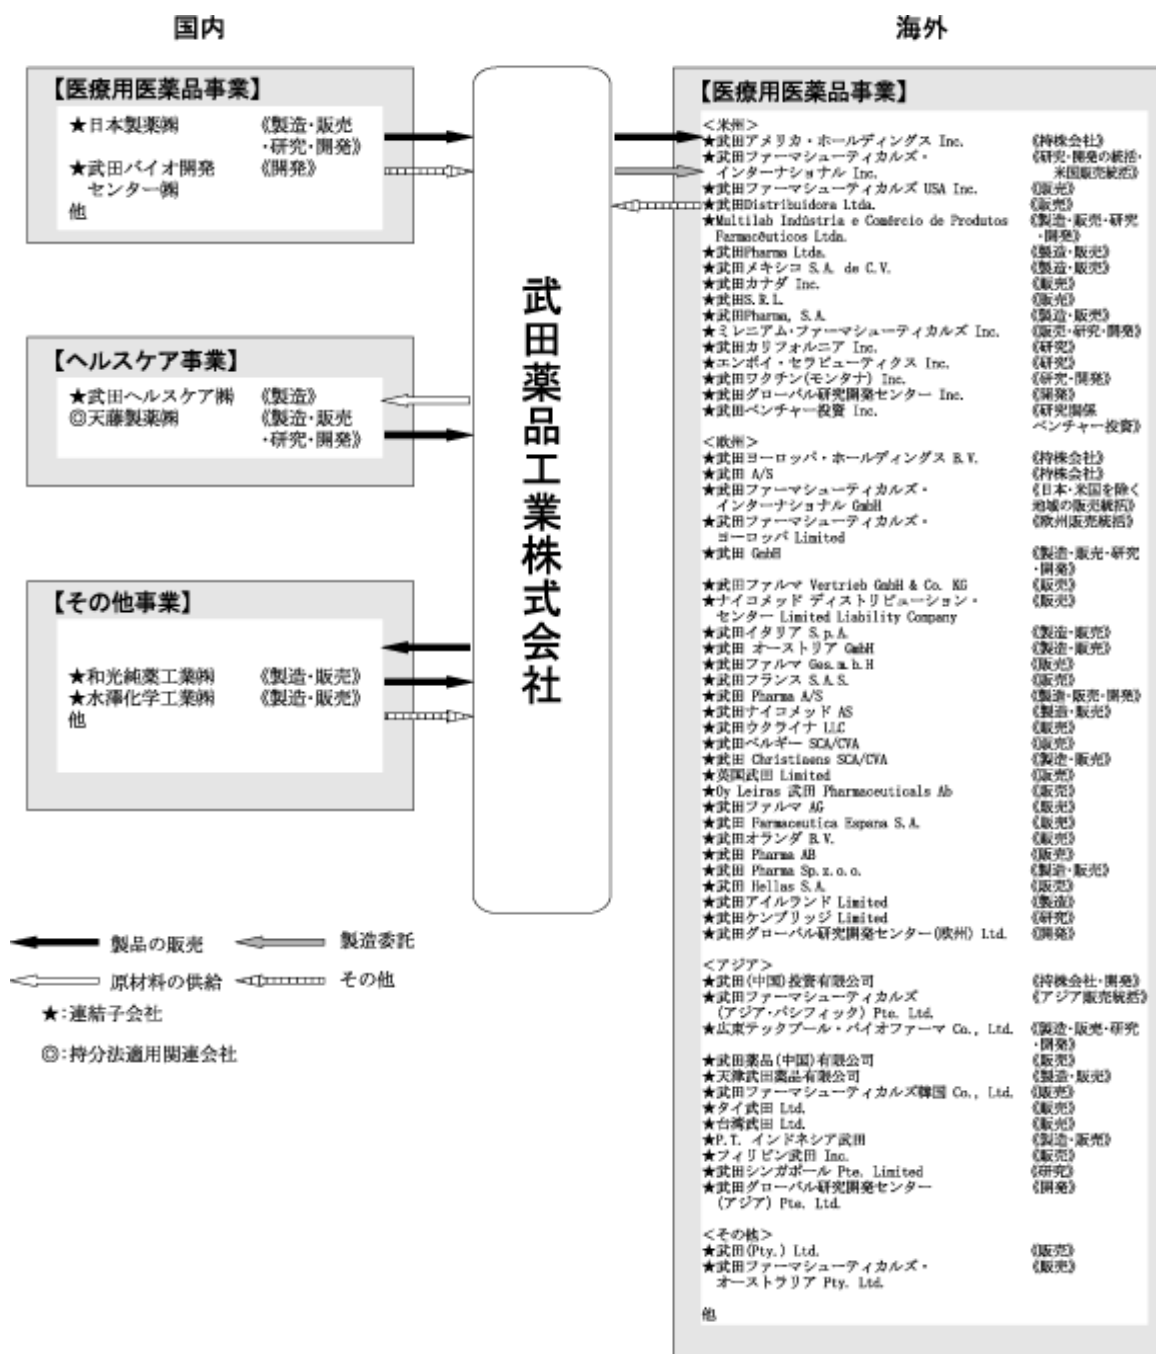 国内
【医療用医薬品事業】
★日本製薬㈱ 《製造・販売
・研究・開発》
★武田バイオ開発 《開発》
センター㈱
他
【ヘルスケア事業】
★武田ヘルスケア㈱ 《製造》
◎天藤製薬㈱ 《製造・販売
・研究・開発》
【その他事業】
★和光純薬工業㈱ 《製造・販売》
★水澤化学工業㈱ 《製造・販売》
他
武田薬品工業株式会社
海外
【医療用医薬品事業】
＜米州＞
★武田アメリカ・ホールディングス Inc. 《持株会社》
★武田ファーマシューティカルズ・ 《研究・開発の統括・
インターナショナル Inc. 米国販売統括》
★武田ファーマシューティカルズ USA Inc. 《販売》
★武田Distribuidora Ltda. 《販売》
★Multilab Indústria e Comércio de Produtos 《製造・販売・研究
Farmacêuticos Ltda. ・開発》
★武田Pharma Ltda. 《製造・販売》
★武田メキシコ S.A. de C.V. 《製造・販売》
★武田カナダ Inc. 《販売》
★武田S.R.L. 《販売》
★武田Pharma, S.A. 《製造・販売》
★ミレニアム・ファーマシューティカルズ Inc. 《販売・研究・開発》
★武田カリフォルニア Inc. 《研究》
★エンボイ・セラピューティクス Inc. 《研究》
★武田ワクチン(モンタナ) Inc. 《研究・開発》
★武田グローバル研究開発センター Inc. 《開発》
★武田ベンチャー投資 Inc. 《研究関係
ベンチャー投資》
＜欧州＞
★武田ヨーロッパ・ホールディングス B.V. 《持株会社》
★武田 A/S 《持株会社》
★武田ファーマシューティカルズ・ 《日本・米国を除く
インターナショナル GmbH 地域の販売統括》
★武田ファーマシューティカルズ・ 《欧州販売統括》
ヨーロッパ Limited
★武田 GmbH 《製造・販売・研究
・開発》
★武田ファルマ Vertrieb GmbH & Co. KG 《販売》
★ナイコメッド ディストリビューション・ 《販売》
センター Limited Liability Company
★武田イタリア S.p.A. 《製造・販売》
★武田 オーストリア GmbH 《製造・販売》
★武田ファルマ Ges.m.b.H 《販売》
★武田フランス S.A.S. 《販売》
★武田 Pharma A/S 《製造・販売・開発》
★武田ナイコメッド AS 《製造・販売》
★武田ウクライナ LLC 《販売》
★武田ベルギー SCA/CVA 《販売》
★武田 Christiaens SCA/CVA 《製造・販売》
★英国武田 Limited 《販売》
★Oy Leiras 武田 Pharmaceuticals Ab 《販売》
★武田ファルマ AG 《販売》
★武田 Farmaceutica Espana S.A. 《販売》
★武田オランダ B.V. 《販売》
★武田 Pharma AB 《販売》
★武田 Pharma Sp.z.o.o. 《製造・販売》
★武田 Hellas S.A. 《販売》
★武田アイルランド Limited 《製造》
★武田ケンブリッジ Limited 《研究》
★武田グローバル研究開発センター(欧州) Ltd. 《開発》
＜アジア＞
★武田(中国)投資有限公司 《持株会社・開発》
★武田ファーマシューティカルズ 《アジア販売統括》
(アジア・パシフィック) Pte. Ltd.
★広東テックプール・バイオファーマ Co., Ltd. 《製造・販売・研究
・開発》
★武田薬品(中国)有限公司 《販売》
★天津武田薬品有限公司 《製造・販売》
★武田ファーマシューティカルズ韓国 Co., Ltd. 《販売》
★タイ武田 Ltd. 《販売》
★台湾武田 Ltd. 《販売》
★P.T. インドネシア武田 《製造・販売》
★フィリピン武田 Inc. 《販売》
★武田シンガポール Pte. Limited 《研究》
★武田グローバル研究開発センター 《開発》
(アジア) Pte. Ltd.
＜その他＞
★武田(Pty.) Ltd. 《販売》
★武田ファーマシューティカルズ・ 《販売》
オーストラリア Pty. Ltd.
他
製品の販売 製造委託
原材料の供給 その他
★:連結子会社
◎:持分法適用関連会社